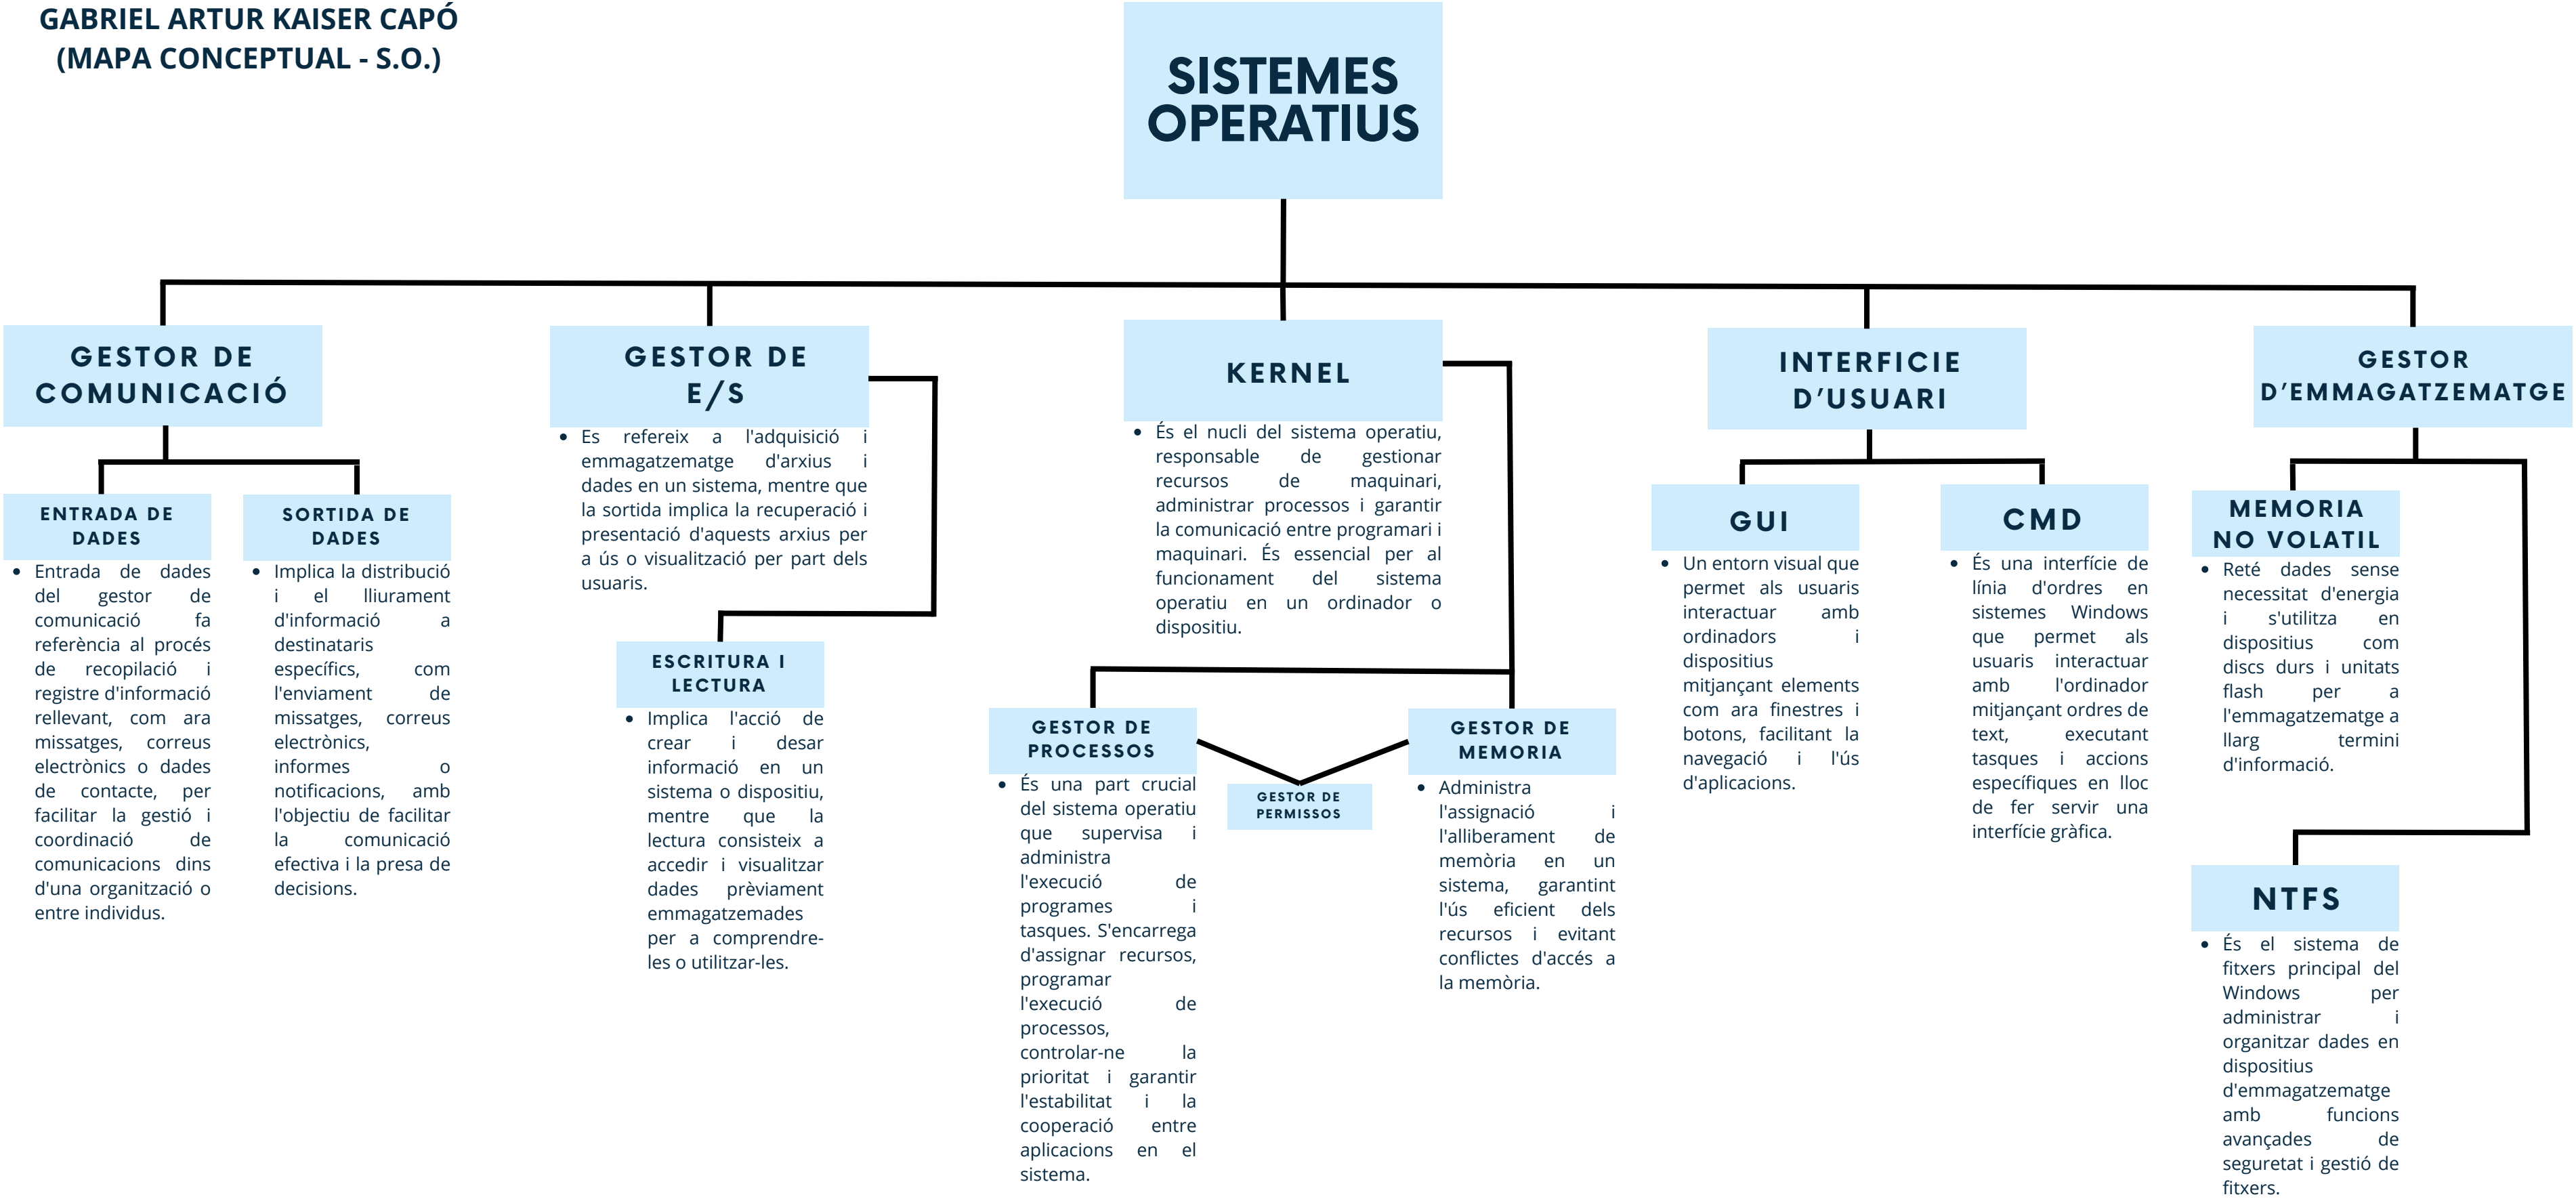 GABRIEL ARTUR KAISER CAPÓ
(MAPA CONCEPTUAL - S.O.)
SISTEMES
OPERATIUS
GESTOR DE
COMUNICACIÓ
ENTRADA DE
DADES
Entrada de dades
del gestor de
comunicació fa
referència al procés
de recopilació i
registre d'informació
rellevant, com ara
missatges, correus
electrònics o dades
de contacte, per
facilitar la gestió i
coordinació de
comunicacions dins
d'una organització o
entre individus.
SORTIDA DE
DADES
Implica la distribució
i el lliurament
d'informació a
destinataris
específics, com
l'enviament de
missatges, correus
electrònics,
informes o
notificacions, amb
l'objectiu de facilitar
la comunicació
efectiva i la presa de
decisions.
GESTOR DE
E/S
Es refereix a l'adquisició i
emmagatzematge d'arxius i
dades en un sistema, mentre que
la sortida implica la recuperació i
presentació d'aquests arxius per
a ús o visualització per part dels
usuaris.
ESCRITURA I
LECTURA
Implica l'acció de
crear i desar
informació en un
sistema o dispositiu,
mentre que la
lectura consisteix a
accedir i visualitzar
dades prèviament
emmagatzemades
per a comprendre-
les o utilitzar-les.
KERNEL
És el nucli del sistema operatiu,
responsable de gestionar
recursos de maquinari,
administrar processos i garantir
la comunicació entre programari i
maquinari. És essencial per al
funcionament del sistema
operatiu en un ordinador o
dispositiu.
GESTOR DE
PROCESSOS
És una part crucial
del sistema operatiu
que supervisa i
administra
l'execució de
programes i
tasques. S'encarrega
d'assignar recursos,
programar
l'execució de
processos,
controlar-ne la
prioritat i garantir
l'estabilitat i la
cooperació entre
aplicacions en el
sistema.
GESTOR DE
PERMISSOS
GESTOR DE
MEMORIA
Administra
l'assignació i
l'alliberament de
memòria en un
sistema, garantint
l'ús eficient dels
recursos i evitant
conflictes d'accés a
la memòria.
INTERFICIE
D'USUARI
GUI
Un entorn visual que
permet als usuaris
interactuar amb
ordinadors i
dispositius
mitjançant elements
com ara finestres i
botons, facilitant la
navegació i l'ús
d'aplicacions.
CMD
És una interfície de
línia d'ordres en
sistemes Windows
que permet als
usuaris interactuar
amb l'ordinador
mitjançant ordres de
text, executant
tasques i accions
específiques en lloc
de fer servir una
interfície gràfica.
GESTOR
D'EMMAGATZEMATGE
MEMORIA
NO VOLATIL
Reté dades sense
necessitat d'energia
i s'utilitza en
dispositius com
discs durs i unitats
flash per a
l'emmagatzematge a
llarg termini
d'informació.
NTFS
És el sistema de
fitxers principal del
Windows per
administrar i
organitzar dades en
dispositius
d'emmagatzematge
amb funcions
avançades de
seguretat i gestió de
fitxers.